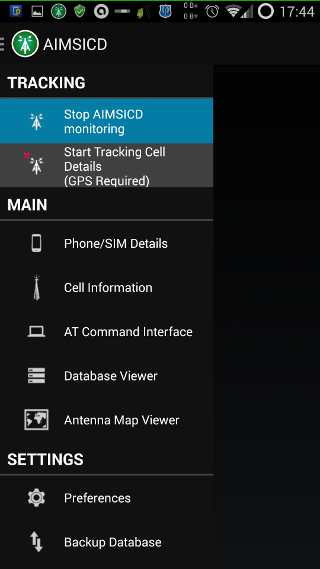 0 B/s
0 B/s
17:44
AIMSICD
TRACKING
Stop AIMSICD
monitoring
Start Tracking Cell
Details
(GPS Required)
MAIN
Phone/SIM Details
Cell Information
AT Command Interface
Database Viewer
Antenna Map Viewer
SETTINGS
Preferences
Backup Database